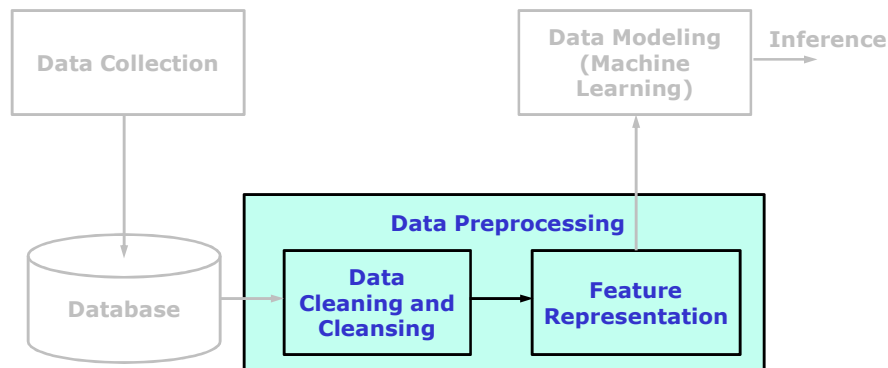 Data Collection
Data Modeling
(Machine
Learning)
Inference
Data Preprocessing
Database
Data
Cleaning and
Cleansing
Feature
Representation